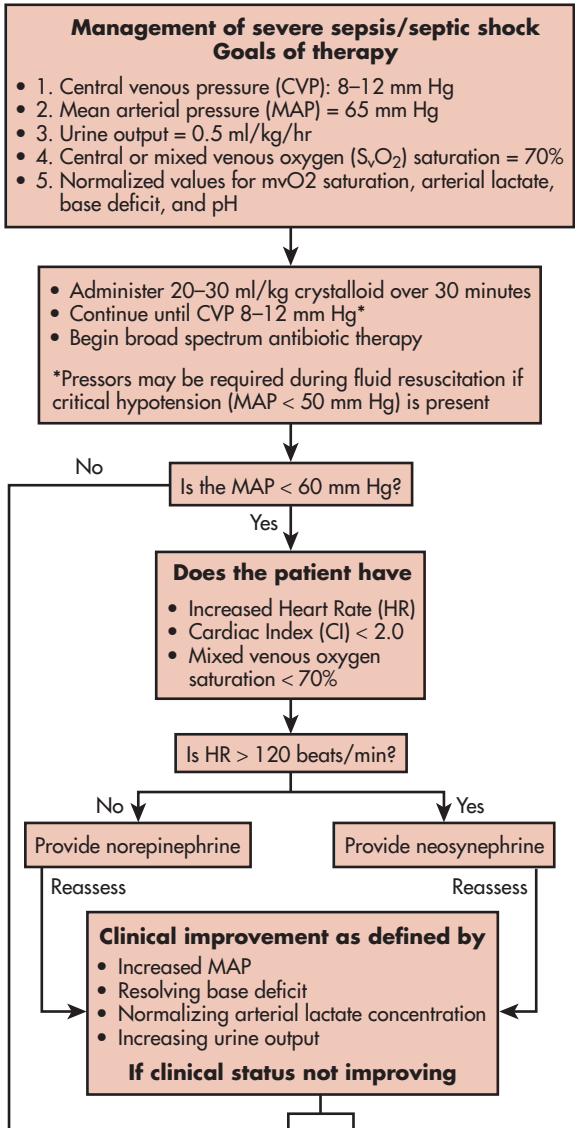 Management of severe sepsis/septic shock
Goals of therapy
• 1. Central venous pressure (CVP): 8–12 mm Hg
• 2. Mean arterial pressure (MAP) = 65 mm Hg
• 3. Urine output = 0.5 ml/kg/hr
• 4. Central or mixed venous oxygen (SvO2) saturation = 70%
• 5. Normalized values for mvO2 saturation, arterial lactate,
base deficit, and pH
• Administer 20–30 ml/kg crystalloid over 30 minutes
• Continue until CVP 8–12 mm Hg*
• Begin broad spectrum antibiotic therapy
*Pressors may be required during fluid resuscitation if
critical hypotension (MAP < 50 mm Hg) is present
No
Is the MAP < 60 mm Hg?
Yes
Does the patient have
• Increased Heart Rate (HR)
• Cardiac Index (CI) < 2.0
• Mixed venous oxygen
saturation < 70%
Is HR > 120 beats/min?
No
Yes
Provide norepinephrine
Provide neosynephrine
Reassess
Reassess
Clinical improvement as defined by
• Increased MAP
• Resolving base deficit
• Normalizing arterial lactate concentration
• Increasing urine output
If clinical status not improving